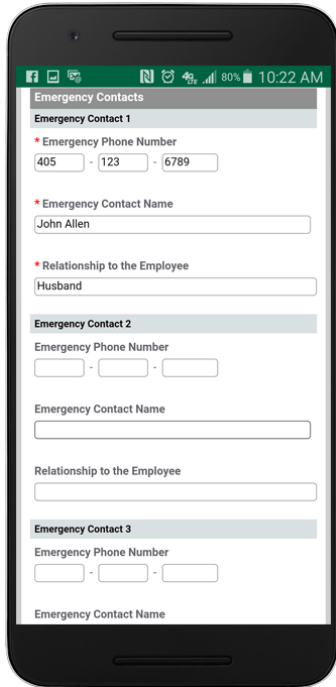 80% 10:22 AM
Emergency Contacts
Emergency Contact 1
* Emergency Phone Number
405 - 123 - 6789
* Emergency Contact Name
John Allen
* Relationship to the Employee
Husband
Emergency Contact 2
Emergency Phone Number
- -
Emergency Contact Name
Relationship to the Employee
Emergency Contact 3
Emergency Phone Number
- -
Emergency Contact Name